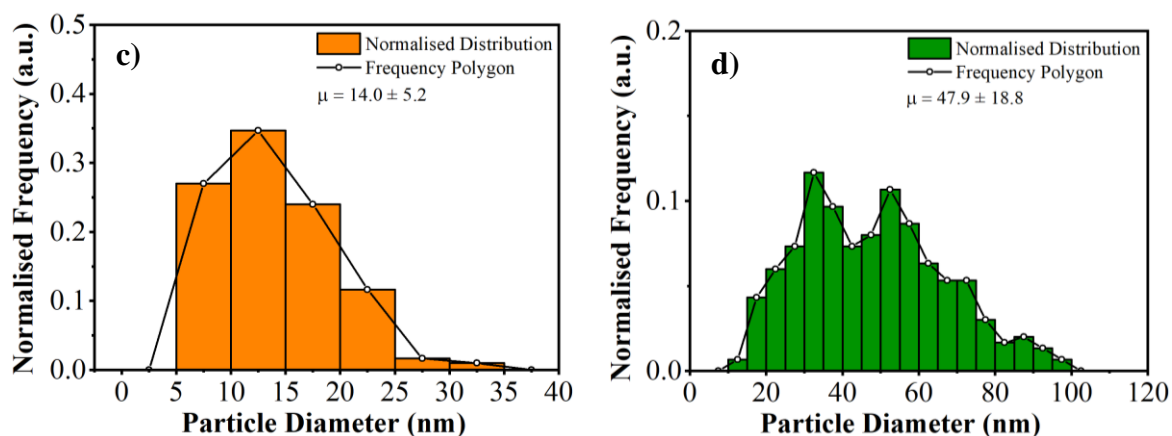 c)
Normalised Distribution
Frequency Polygon
μ = 14.0 ± 5.2
Normalised Frequency (a.u.)
0.5
0.4
0.3
0.2
0.1
0.0
0 5 10 15 20 25 30 35 40
Particle Diameter (nm)
d)
Normalised Distribution
Frequency Polygon
μ = 47.9 ± 18.8
Normalised Frequency (a.u.)
0.2
0.1
0.0
0 20 40 60 80 100 120
Particle Diameter (nm)